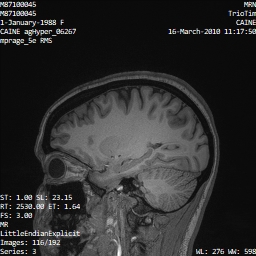 M87100045
M87100045
1-January-1988 F
CAINE agHyper_06267
mprage_5e RMS
MRN
TrioTim
CAINE
16-March-2010 11:17:50
ST: 1.00 SL: 23.15
RT: 2530.00 ET: 1.64
FS: 3.00
MR
LittleEndianExplicit
Images: 116/192
Series: 3
WL: 276 WW: 598